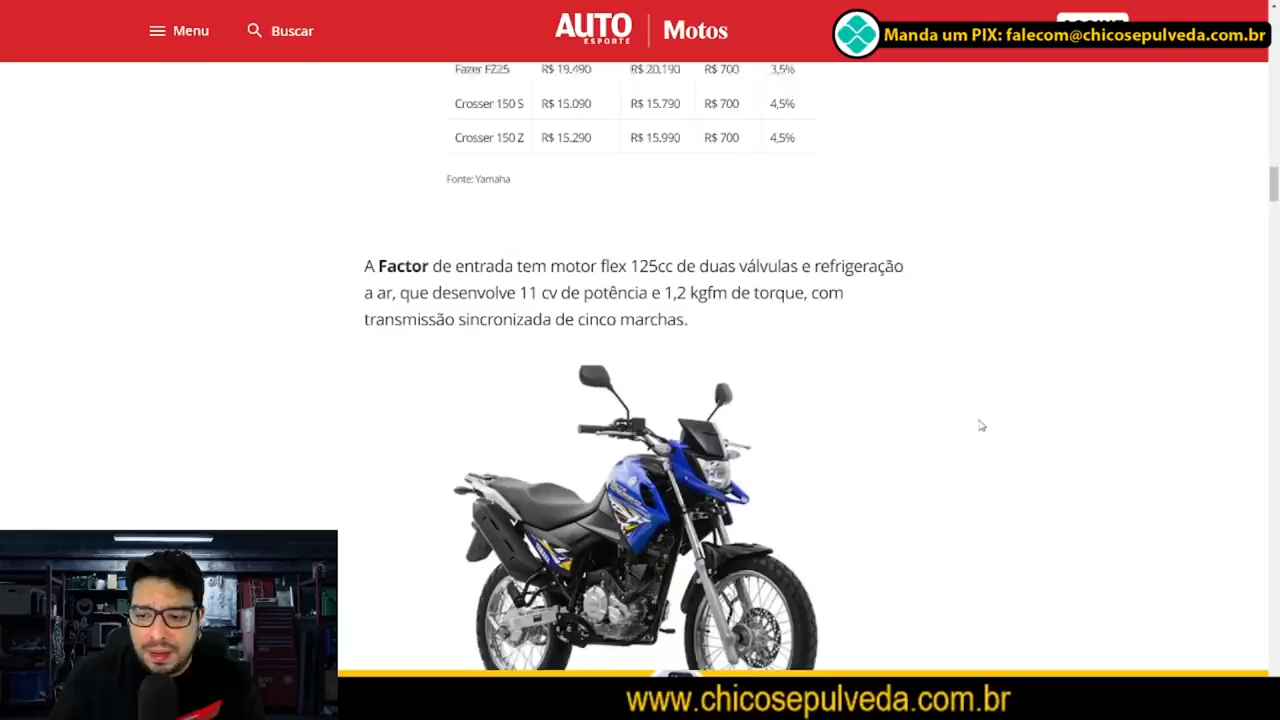 Menu
Buscar
AUTO
ESPORTE
Motos
Manda um PIX: falecom@chicosepulveda.com.br
Fazer FZ25 R$ 19.490 R$ 20.190 R$ 700 3,5%
Crosser 150 S R$ 15.090 R$ 15.790 R$ 700 4,5%
Crosser 150 Z R$ 15.290 R$ 15.990 R$ 700 4,5%
Fonte: Yamaha
A Factor de entrada tem motor flex 125cc de duas válvulas e refrigeração
a ar, que desenvolve 11 cv de potência e 1,2 kgfm de torque, com
transmissão sincronizada de cinco marchas.
www.chicosepulveda.com.br